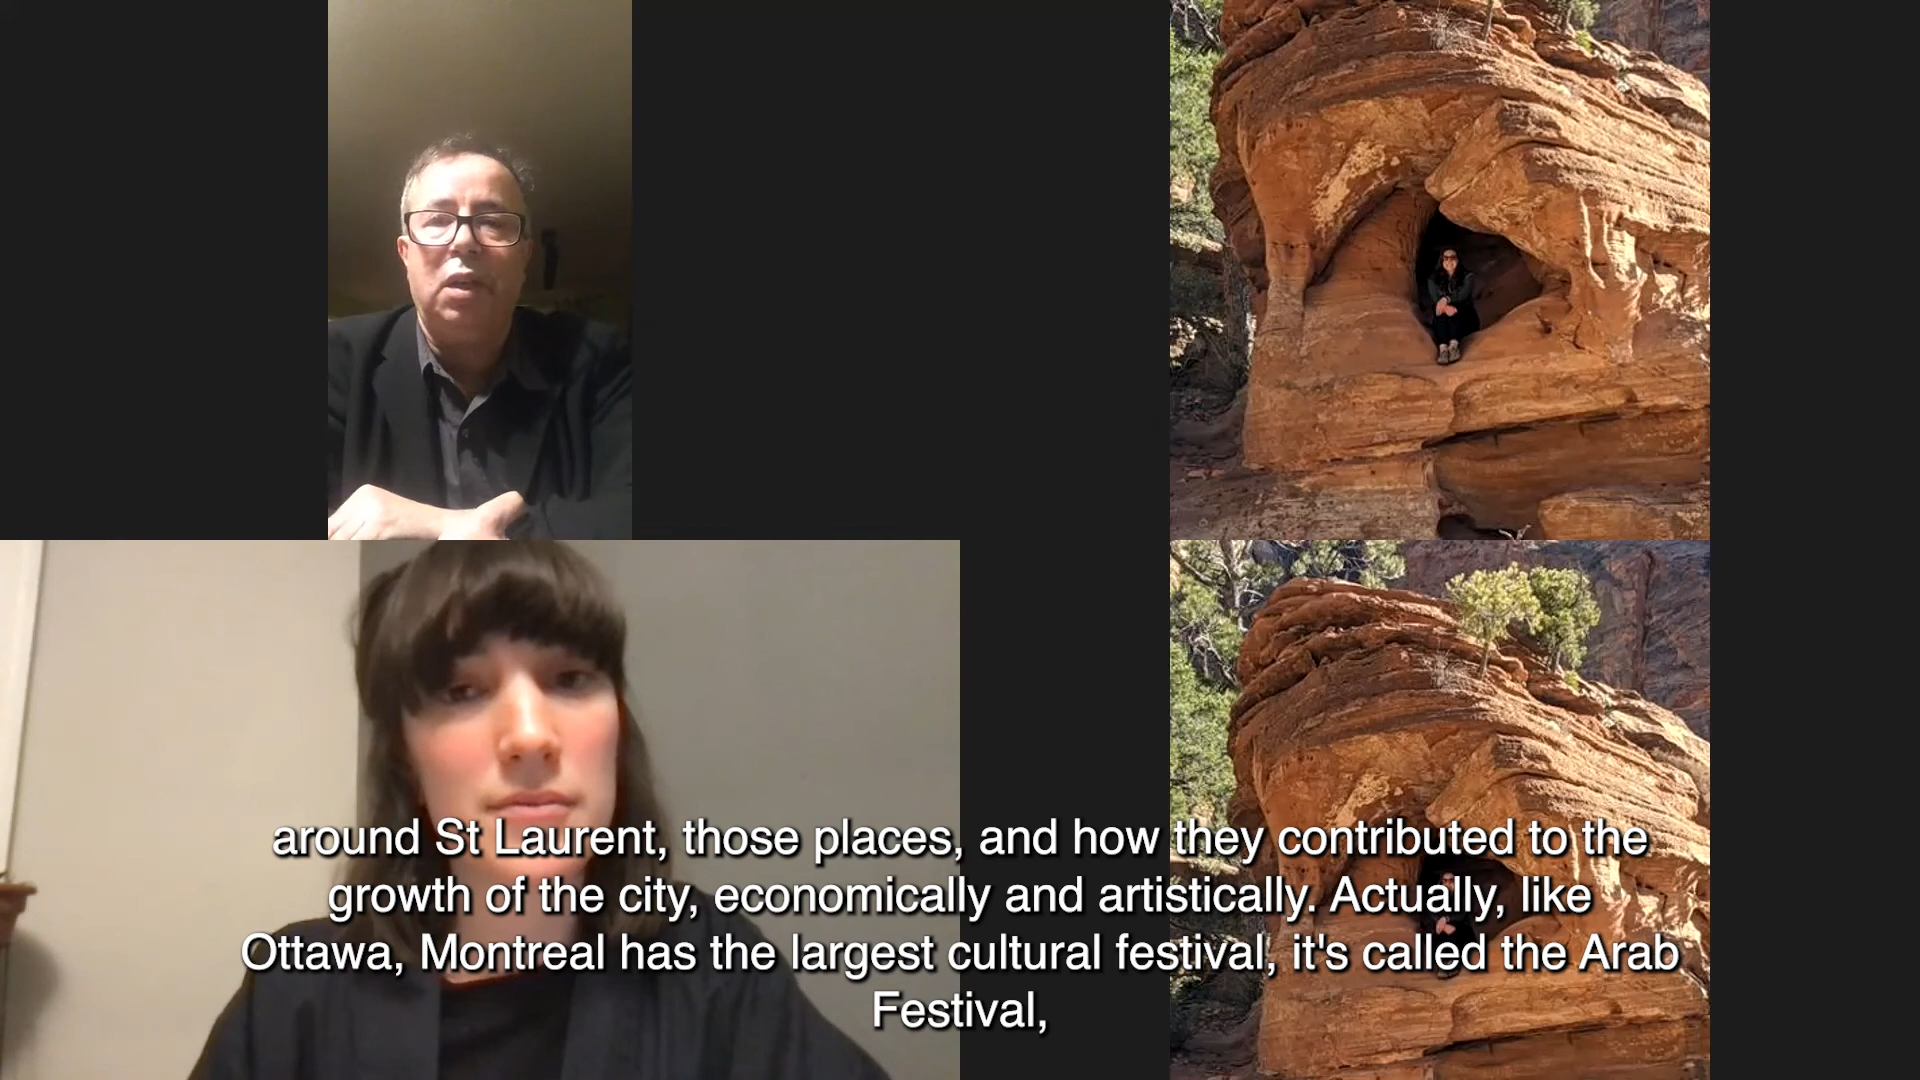 around St Laurent, those places, and how they contributed to the
growth of the city, economically and artistically. Actually, like
Ottawa, Montreal has the largest cultural festival, it's called the Arab
Festival,